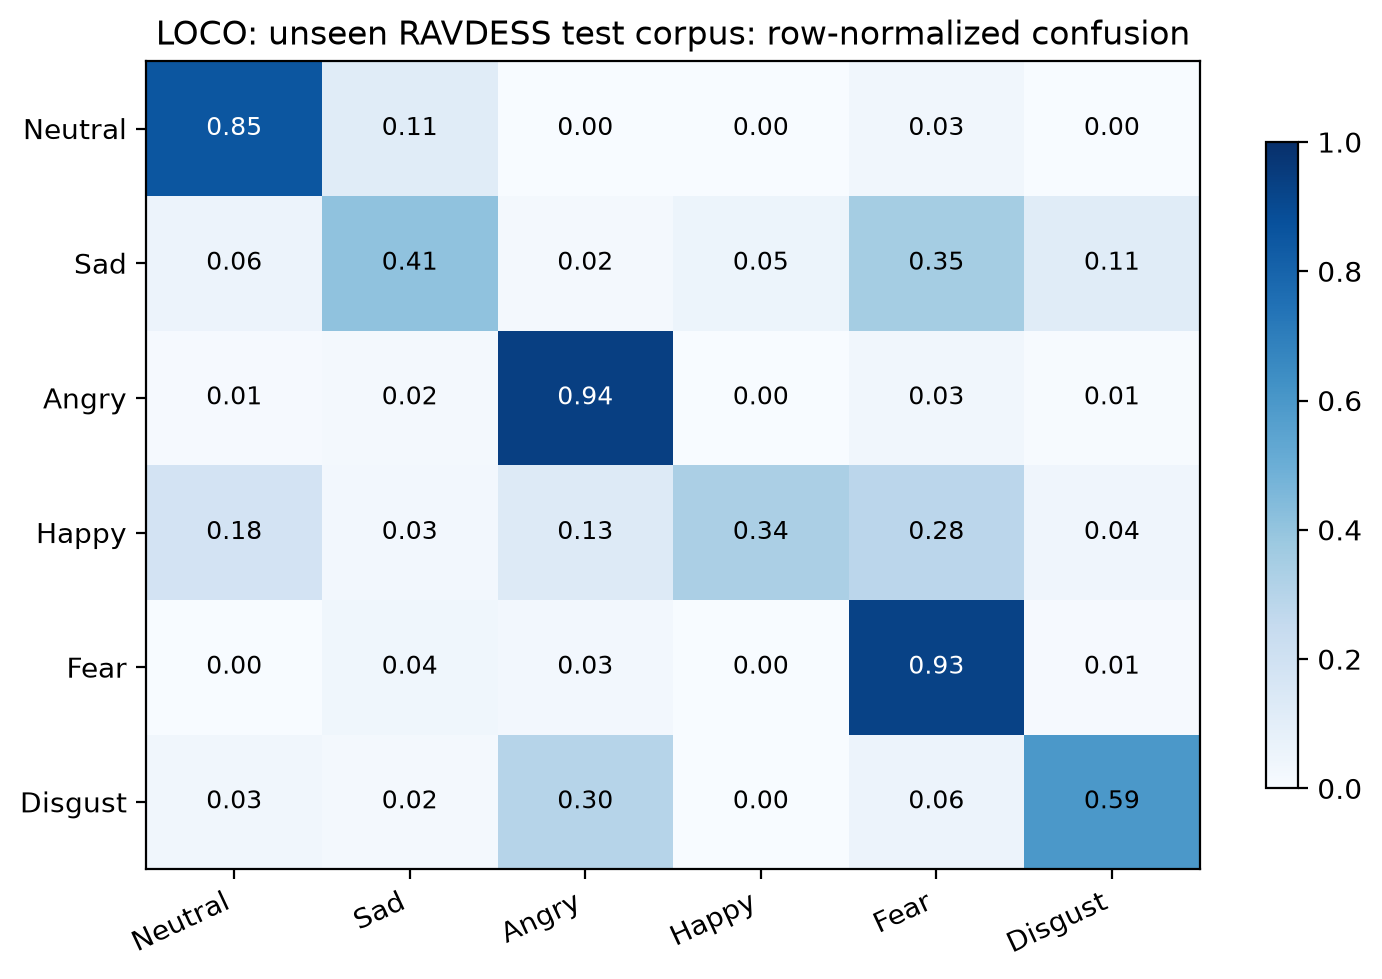 LOCO: unseen RAVDESS test corpus: row-normalized confusion
Neutral 0.85 0.11 0.00 0.00 0.03 0.00
Sad 0.06 0.41 0.02 0.05 0.35 0.11
Angry 0.01 0.02 0.94 0.00 0.03 0.01
Happy 0.18 0.03 0.13 0.34 0.28 0.04
Fear 0.00 0.04 0.03 0.00 0.93 0.01
Disgust 0.03 0.02 0.30 0.00 0.06 0.59
Neutral Sad Angry Happy Fear Disgust
1.0
0.8
0.6
0.4
0.2
0.0